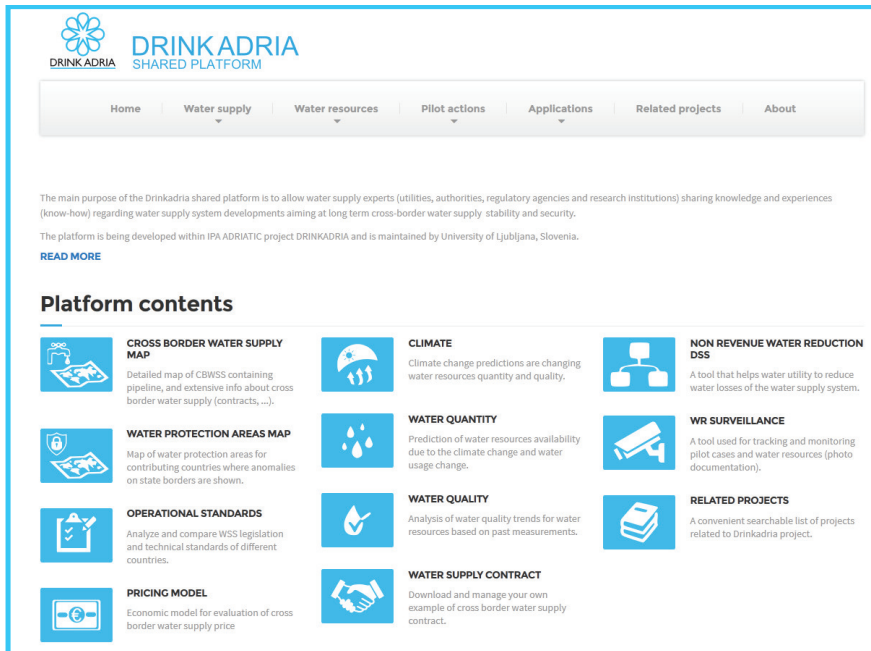 DRINK ADRIA
DRINK ADRIA
SHARED PLATFORM
Home
Water supply
Water resources
Pilot actions
Applications
Related projects
About
The main purpose of the Drinkadria shared platform is to allow water supply experts (utilities, authorities, regulatory agencies and research institutions) sharing knowledge and experiences
(know-how) regarding water supply system developments aiming at long term cross-border water supply stability and security.
The platform is being developed within IPA ADRIATIC project DRINKADRIA and is maintained by University of Ljubljana, Slovenia.
READ MORE
Platform contents
CROSS BORDER WATER SUPPLY
MAP
Detailed map of CBWSS containing
pipeline, and extensive info about cross
border water supply (contracts, ...).
WATER PROTECTION AREAS MAP
Map of water protection areas for
contributing countries where anomalies
on state borders are shown.
OPERATIONAL STANDARDS
Analyze and compare WSS legislation
and technical standards of different
countries.
PRICING MODEL
Economic model for evaluation of cross
border water supply price
CLIMATE
Climate change predictions are changing
water resources quantity and quality.
WATER QUANTITY
Prediction of water resources availability
due to the climate change and water
usage change.
WATER QUALITY
Analysis of water quality trends for water
resources based on past measurements.
WATER SUPPLY CONTRACT
Download and manage your own
example of cross border water supply
contract.
NON REVENUE WATER REDUCTION
DSS
A tool that helps water utility to reduce
water losses of the water supply system.
WR SURVEILLANCE
A tool used for tracking and monitoring
pilot cases and water resources (photo
documentation).
RELATED PROJECTS
A convenient searchable list of projects
related to Drinkadria project.